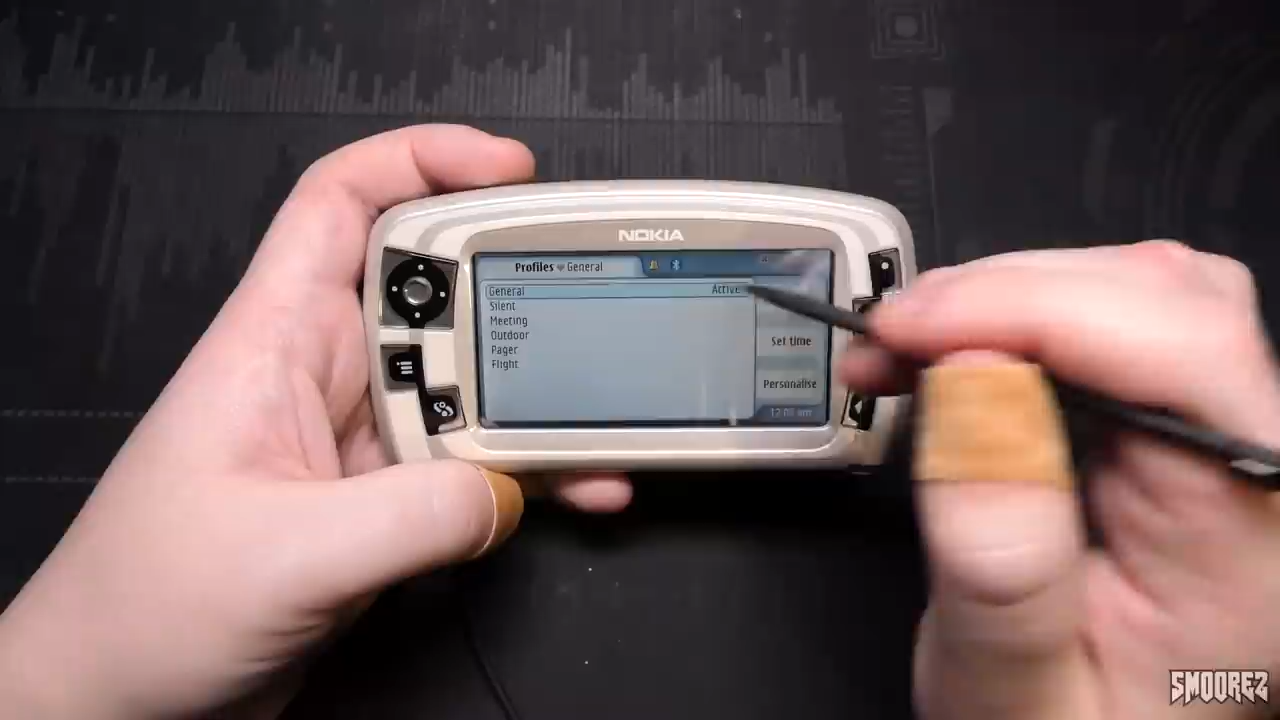 NOKIA
Profiles General
General Active
Silent
Meeting
Outdoor
Pager
Flight
Set time
Personalise
SMOOREZ